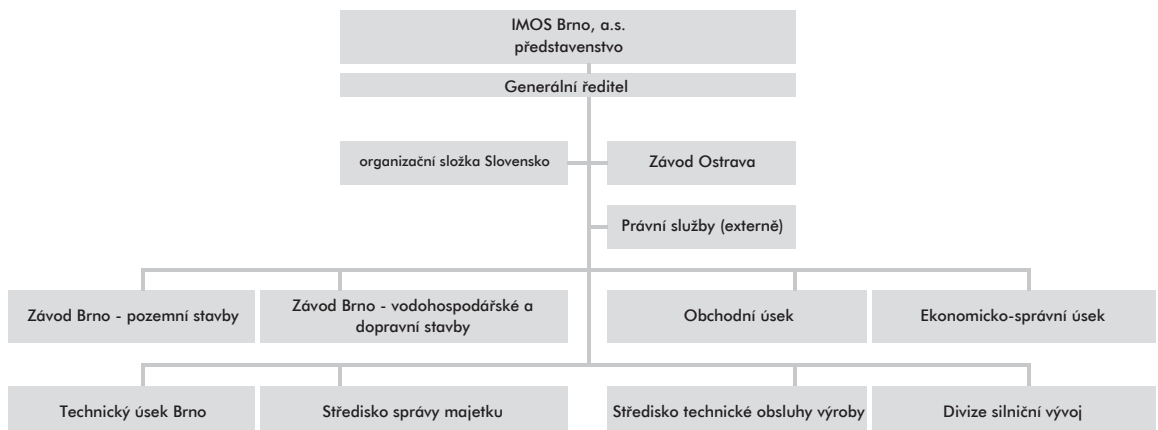 IMOS Brno, a.s.
představenstvo
Generální ředitel
organizační složka Slovensko
Závod Ostrava
Právní služby (externě)
Závod Brno - pozemní stavby
Závod Brno - vodohospodářské a
dopravní stavby
Obchodní úsek
Ekonomicko-správní úsek
Technický úsek Brno
Středisko správy majetku
Středisko technické obsluhy výroby
Divize silniční vývoj